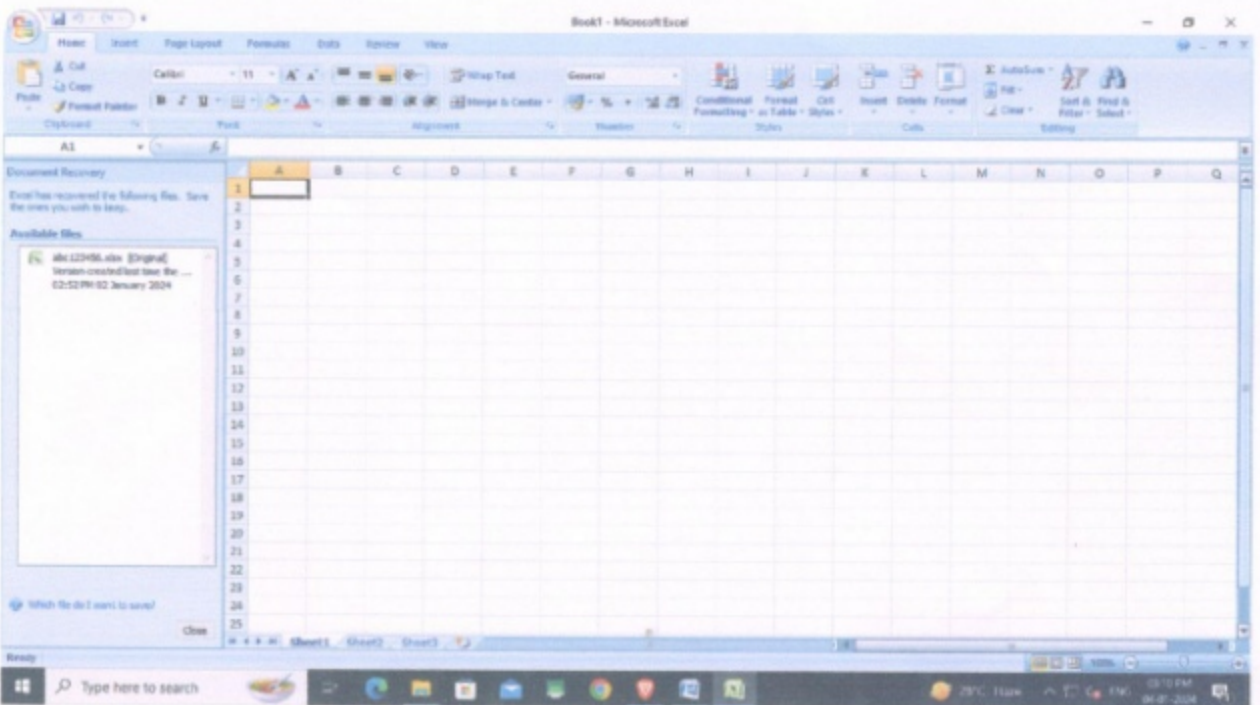 Book1 - Microsoft Excel
Home Insert Page Layout Formulas Data Review View
Paste
Cut
Copy
Format Painter
Clipboard
Calibri 11
B I U
Font
Wrap Text
Merge & Center
Alignment
General
%
Number
Conditional Formatting
Format as Table
Cell Styles
Styles
Insert Delete Format
Cells
Σ AutoSum
Fill
Clear
Sort & Filter
Find & Select
Editing
A1
fx
Document Recovery
Excel has recovered the following files. Save
the ones you wish to keep.
Available files
abc123456.xlsx [Original]
Version created last time the ...
02:52 PM 02 January 2024
Which file do I want to save?
Close
A B C D E F G H I J K L M N O P Q
1
2
3
4
5
6
7
8
9
10
11
12
13
14
15
16
17
18
19
20
21
22
23
24
25
Sheet1 Sheet2 Sheet3
Ready
100%
Type here to search
29°C Haze
ENG
03:10 PM